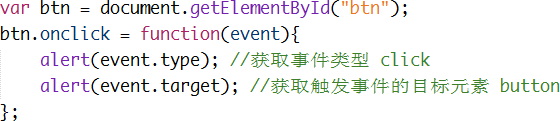 var btn = document.getElementById("btn");
btn.onclick = function(event){
    alert(event.type); //获取事件类型 click
    alert(event.target); //获取触发事件的目标元素 button
};